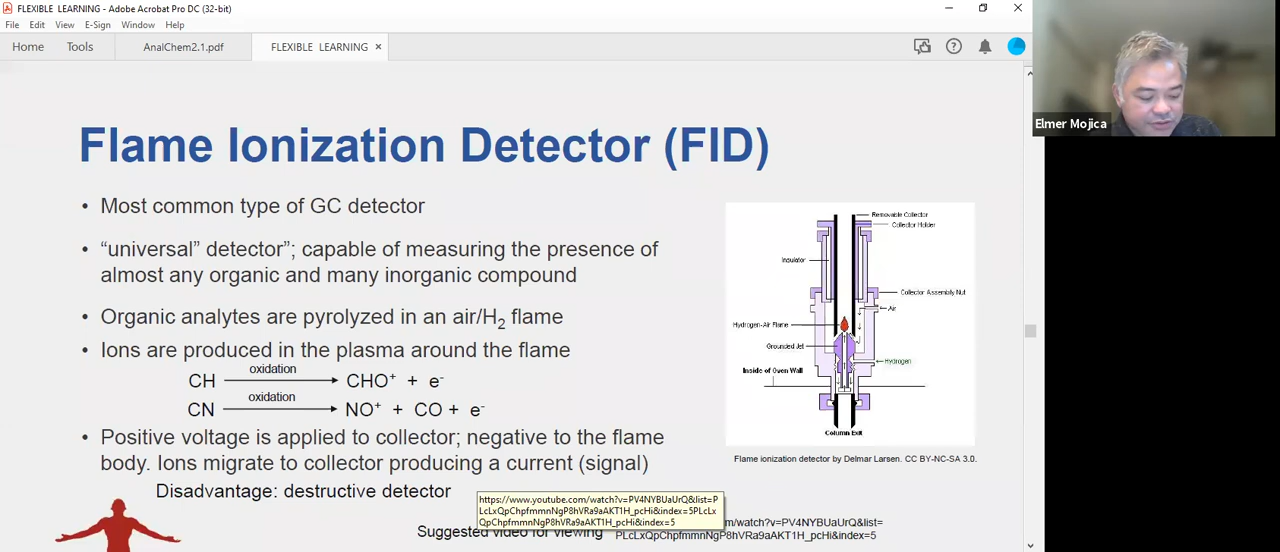 FLEXIBLE LEARNING - Adobe Acrobat Pro DC (32-bit)
File Edit View E-Sign Window Help
Home Tools AnalChem2.1.pdf FLEXIBLE LEARNING ×
Elmer Mojica
Flame Ionization Detector (FID)
• Most common type of GC detector
• “universal” detector”; capable of measuring the presence of
almost any organic and many inorganic compound
• Organic analytes are pyrolyzed in an air/H2 flame
• Ions are produced in the plasma around the flame
oxidation
CH CHO+ + e-
oxidation
CN NO+ + CO + e-
• Positive voltage is applied to collector; negative to the flame
body. Ions migrate to collector producing a current (signal)
Disadvantage: destructive detector
Removable Collector
Collector Holder
Insulator
Collector Assembly Nut
Air
Hydrogen-Air Flame
Grounded Jet
Hydrogen
Inside of Oven Wall
Column Exit
Flame ionization detector by Delmar Larsen. CC BY-NC-SA 3.0.
https://www.youtube.com/watch?v=PV4NYBUaUrQ&list=P
LcLxQpChpfmmnNgP8hVRa9aAKT1H_pcHi&index=5PLcLx
QpChpfmmnNgP8hVRa9aAKT1H_pcHi&index=5
Suggested video for viewing
m/watch?v=PV4NYBUaUrQ&list=
PLcLxQpChpfmmnNgP8hVRa9aAKT1H_pcHi&index=5